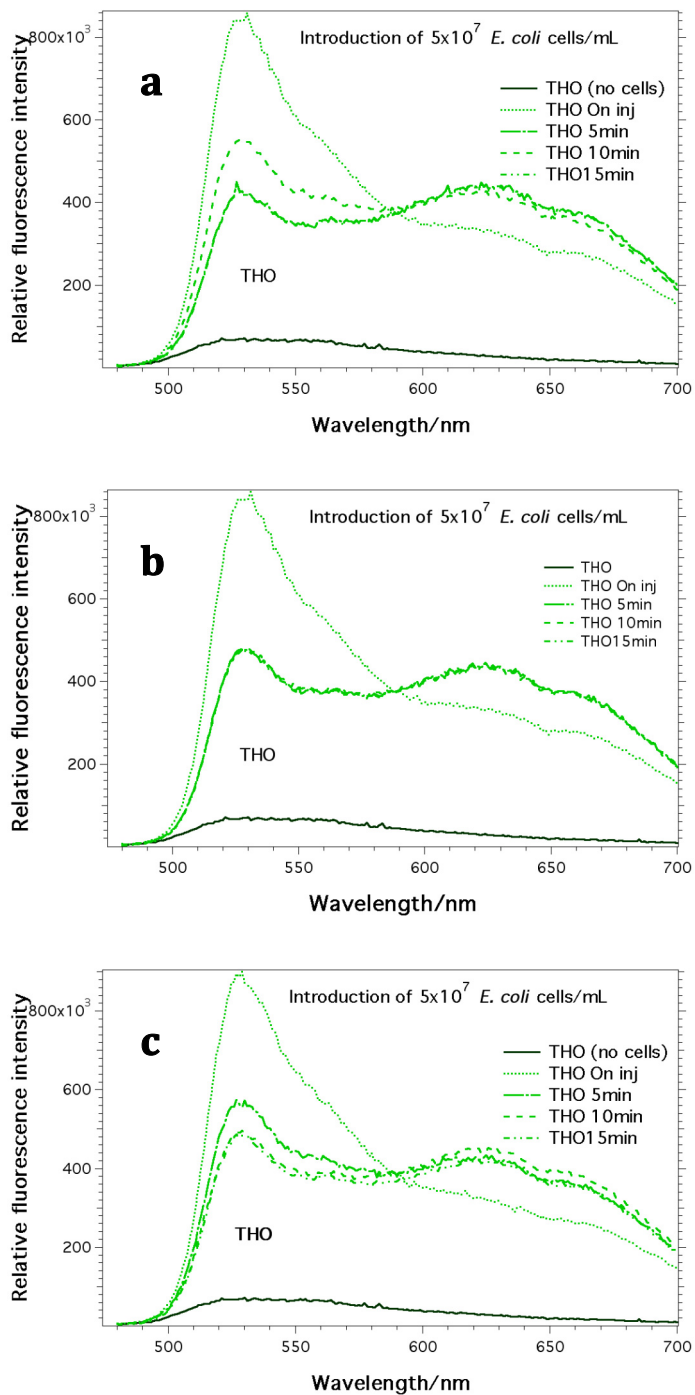 Introduction of 5x10⁷ E. coli cells/mL
a
THO (no cells)
THO On inj
THO 5min
THO 10min
THO15min
THO
Relative fluorescence intensity
800x10³
600
400
200
500
550
600
650
700
Wavelength/nm
Introduction of 5x10⁷ E. coli cells/mL
b
THO
THO On inj
THO 5min
THO 10min
THO15min
THO
Relative fluorescence intensity
800x10³
600
400
200
500
550
600
650
700
Wavelength/nm
Introduction of 5x10⁷ E. coli cells/mL
c
THO (no cells)
THO On inj
THO 5min
THO 10min
THO15min
THO
Relative fluorescence intensity
800x10³
600
400
200
500
550
600
650
700
Wavelength/nm